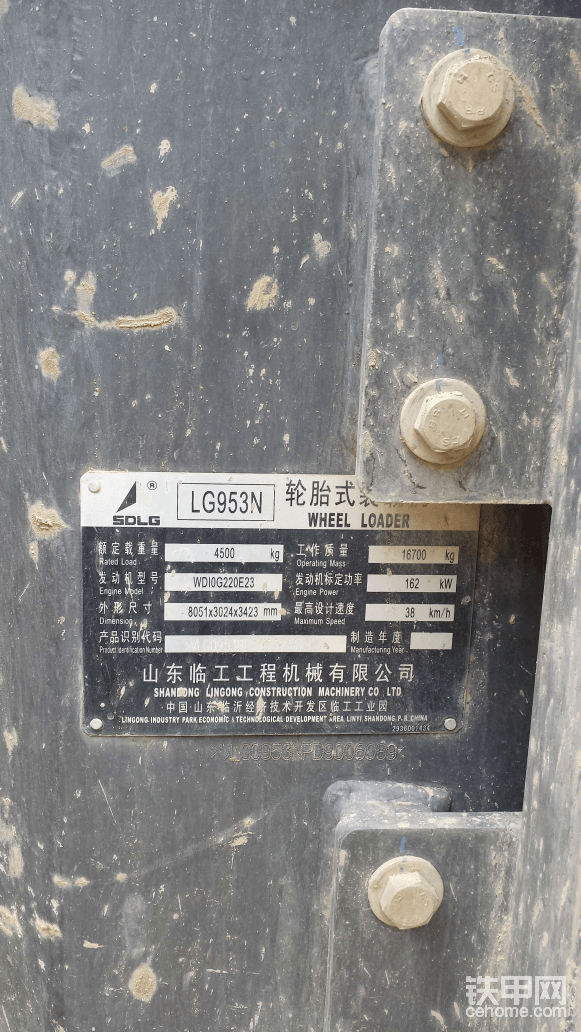 SDLG ®
LG953N
轮胎式装
WHEEL LOADER
额定载重量 4500 kg
Rated Load
工作质量 16700 kg
Operating Mass
发动机型号 WDI0G220E23
Engine Model
发动机标定功率 162 kW
Engine Power
外形尺寸 8051x3024x3423 mm
Dimension
最高设计速度 38 km/h
Maximum Speed
产品识别代码
Product Identification Number
制造年度
Manufacturing Year
山东临工工程机械有限公司
SHANDONG LINGONG CONSTRUCTION MACHINERY CO LTD
中国·山东·临沂经济技术开发区临工工业园
LINGONG INDUSTRY PARK ECONOMIC & TECHNOLOGICAL DEVELOPMENT AREA LINYI SHANDONG, P. R. CHINA
2936001434
铁甲网
cehome.com